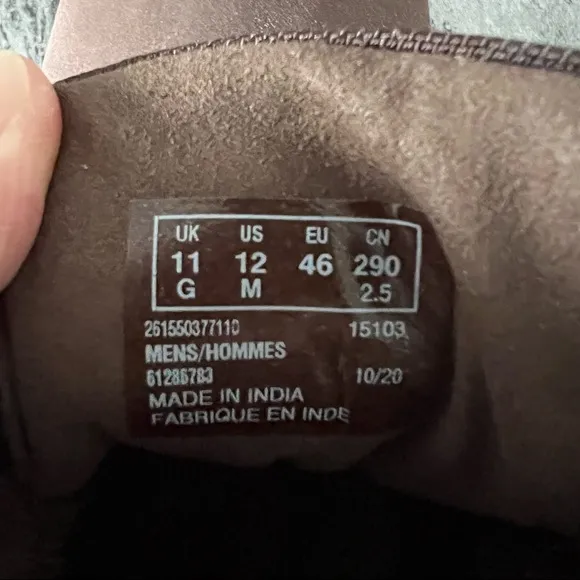 UK US EU CN
11 12 46 290
G M 2.5
261550377110 15103
MENS/HOMMES
61286783 10/20
MADE IN INDIA
FABRIQUE EN INDE